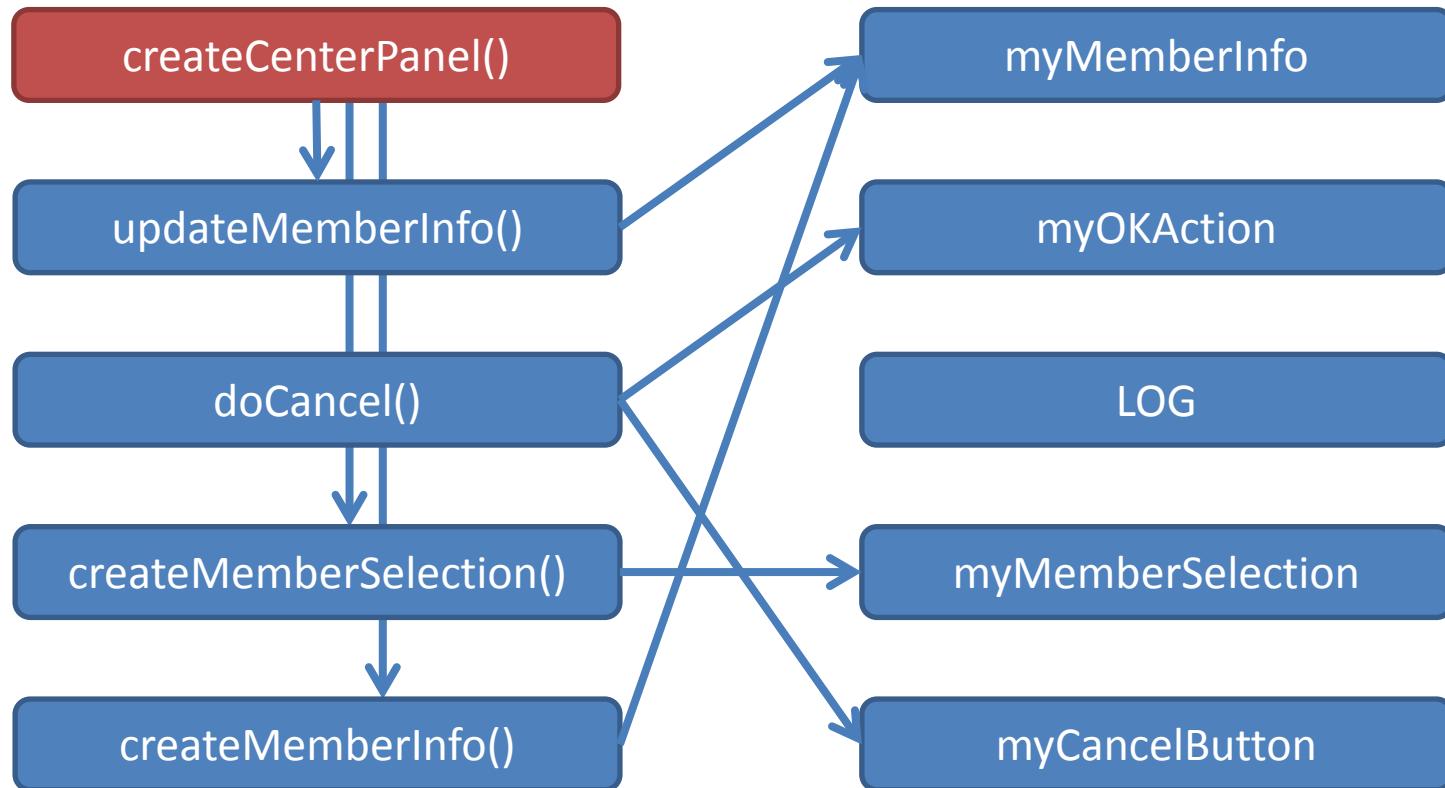 createCenterPanel()
updateMemberInfo()
doCancel()
createMemberSelection()
createMemberInfo()
myMemberInfo
myOKAction
LOG
myMemberSelection
myCancelButton